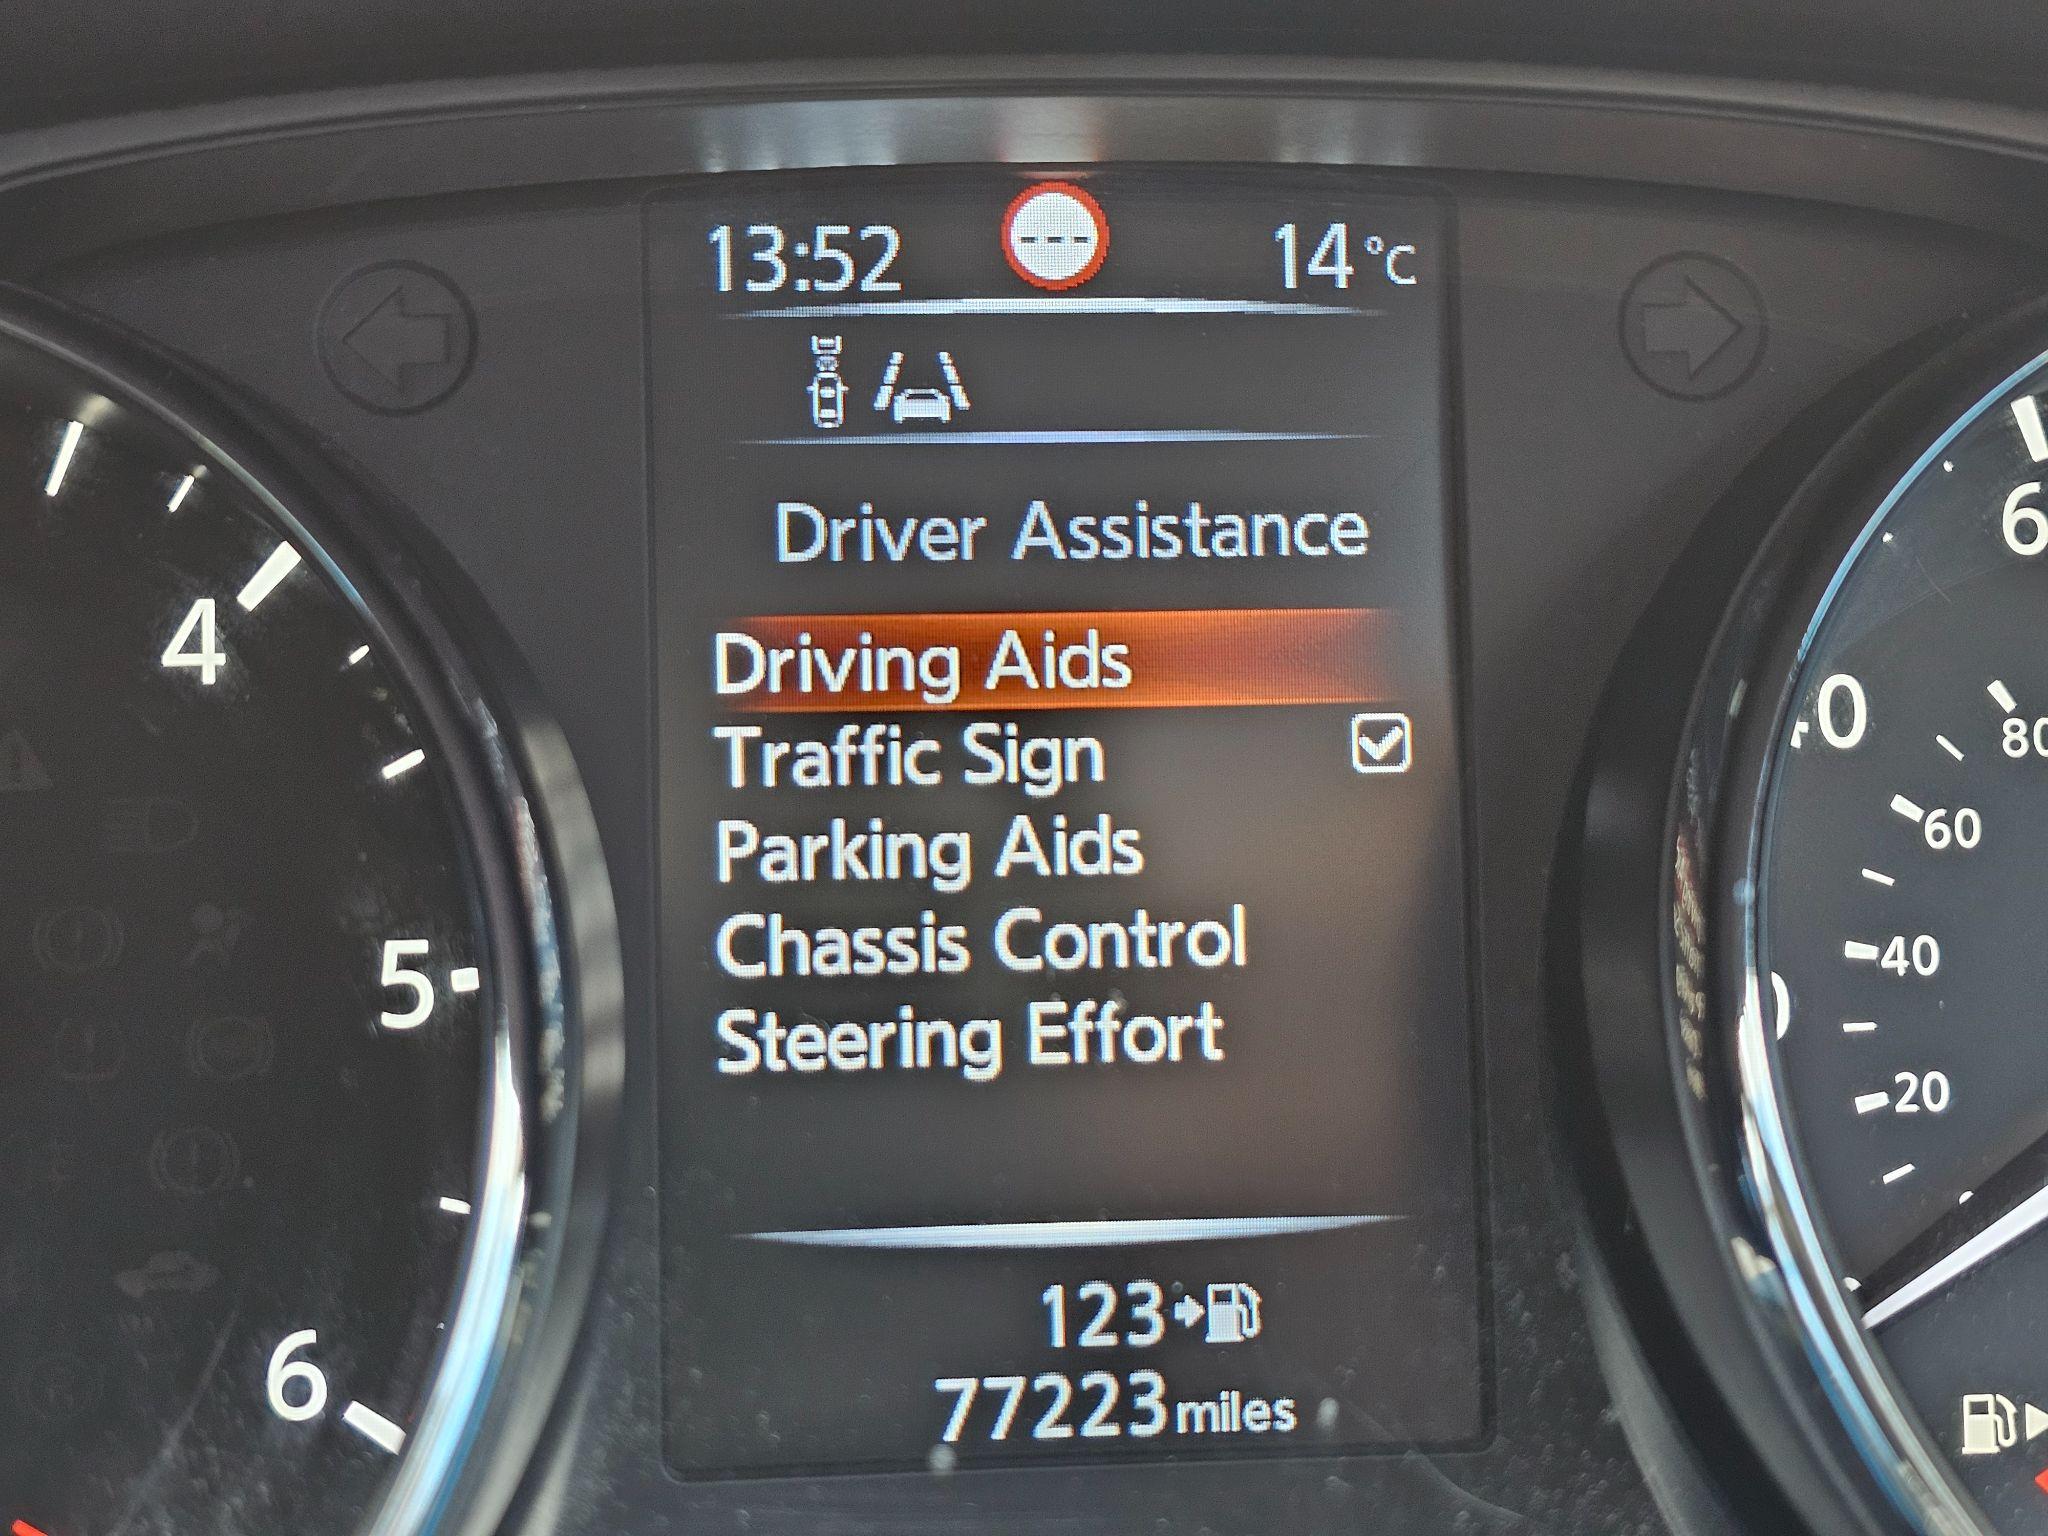 13:52 --- 14°C
Driver Assistance
Driving Aids
Traffic Sign
Parking Aids
Chassis Control
Steering Effort
123
77223 miles
4
5
6
6
80
60
40
20